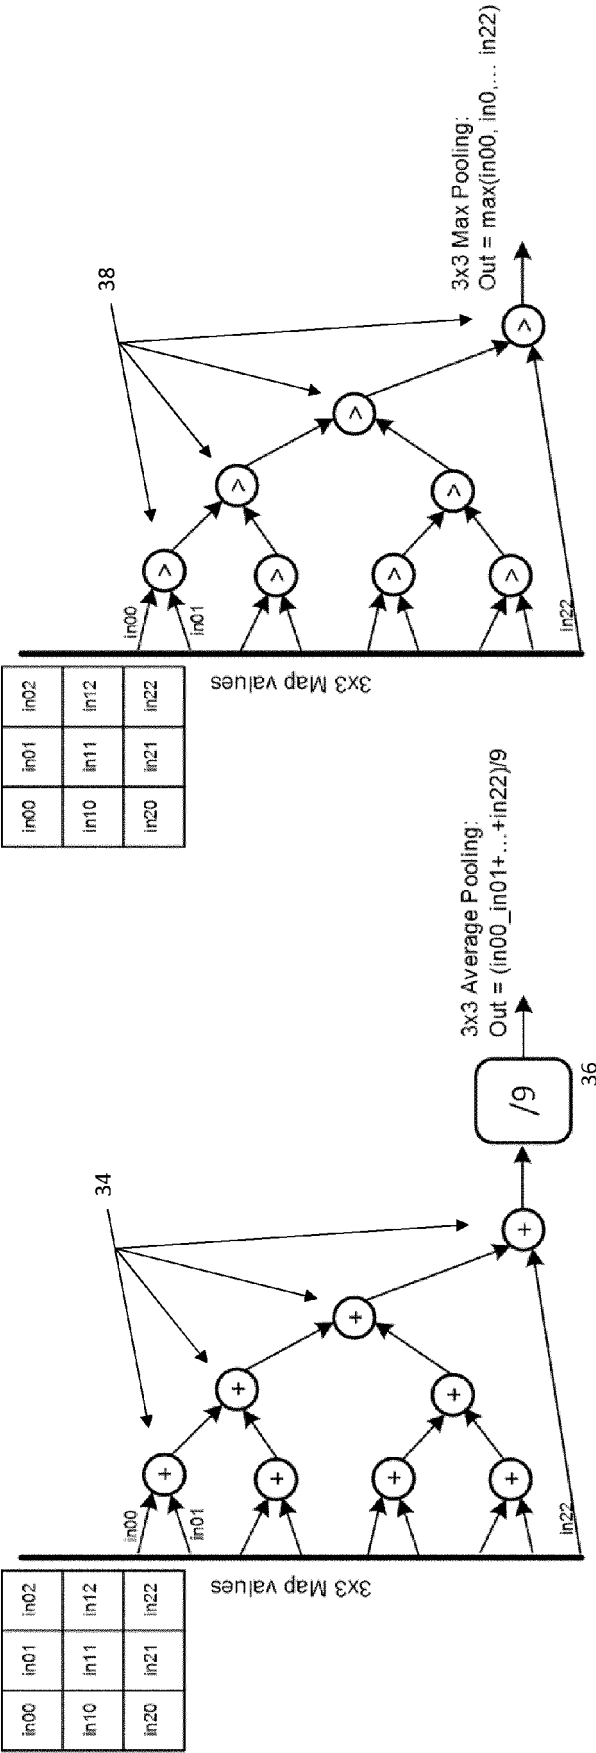 in00 in01 in02
in10 in11 in12
in20 in21 in22
3x3 Map values
in00
in01
in22
+
+
+
+
+
+
+
+
34
/9
36
3x3 Average Pooling:
Out = (in00_in01+...+in22)/9
in00 in01 in02
in10 in11 in12
in20 in21 in22
3x3 Map values
in00
in01
in22
>
>
>
>
>
>
>
>
38
3x3 Max Pooling:
Out = max(in00, in0,... in22)